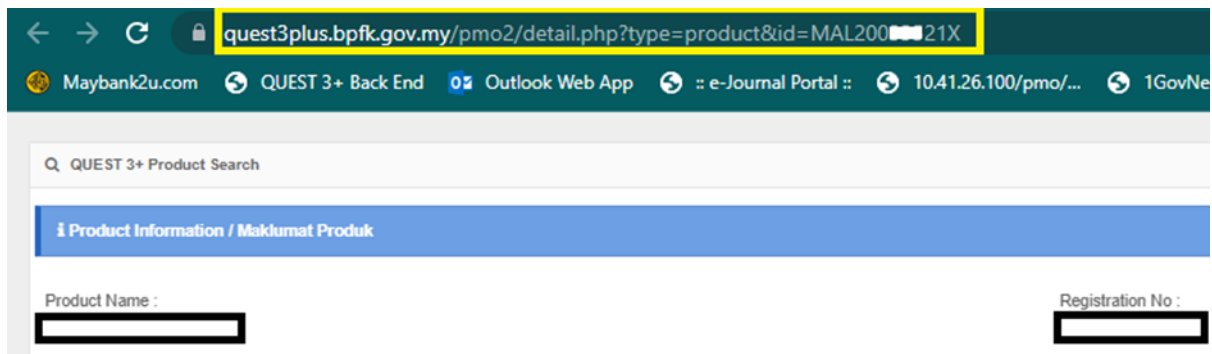 quest3plus.bpfk.gov.my/pmo2/detail.php?type=product&id=MAL200 21X
Maybank2u.com QUEST 3+ Back End Outlook Web App :: e-Journal Portal :: 10.41.26.100/pmo/... 1GovNe
QUEST 3+ Product Search
i Product Information / Maklumat Produk
Product Name : Registration No :